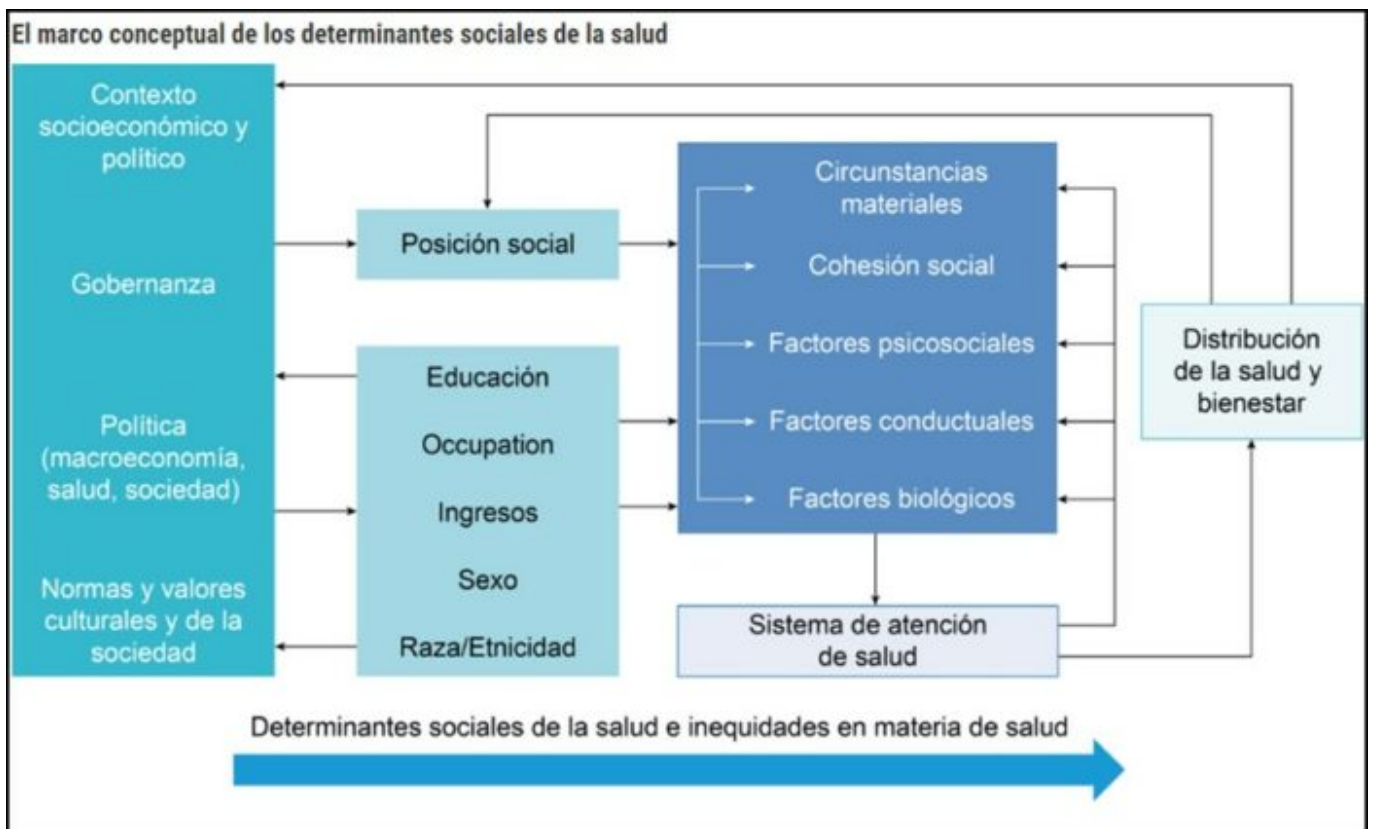 El marco conceptual de los determinantes sociales de la salud
Contexto
socioeconómico y
político
Gobernanza
Política
(macroeconomía,
salud, sociedad)
Normas y valores
culturales y de la
sociedad
Posición social
Educación
Occupation
Ingresos
Sexo
Raza/Etnicidad
Circunstancias
materiales
Cohesión social
Factores psicosociales
Factores conductuales
Factores biológicos
Sistema de atención
de salud
Distribución
de la salud y
bienestar
Determinantes sociales de la salud e inequidades en materia de salud